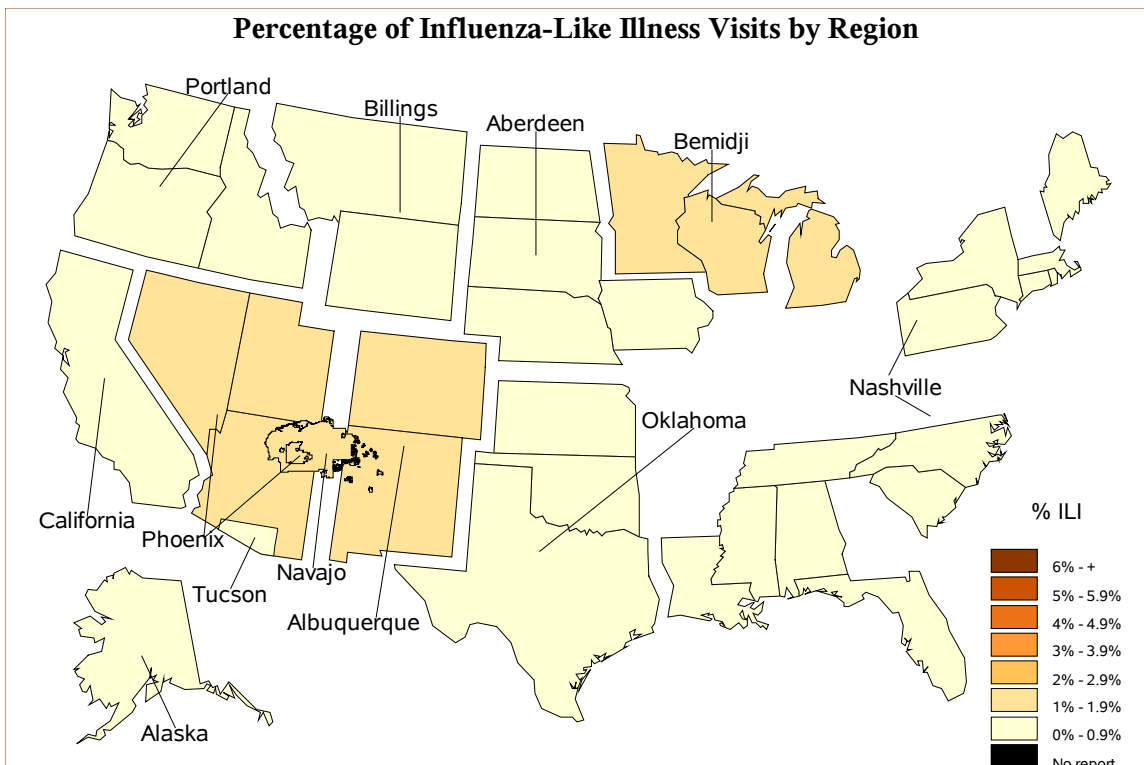 Percentage of Influenza-Like Illness Visits by Region
Portland
Billings
Aberdeen
Bemidji
Nashville
Oklahoma
California
Phoenix
Tucson
Navajo
Albuquerque
Alaska
% ILI
6% - +
5% - 5.9%
4% - 4.9%
3% - 3.9%
2% - 2.9%
1% - 1.9%
0% - 0.9%
No report